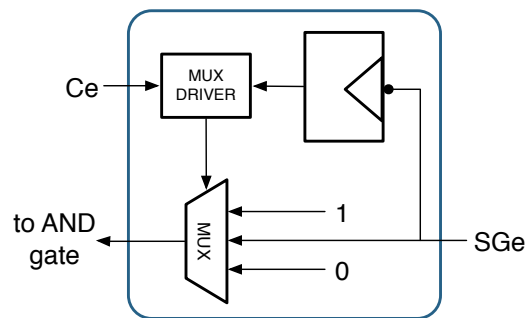 Ce
MUX
DRIVER
MUX
1
to AND
gate
SGe
0